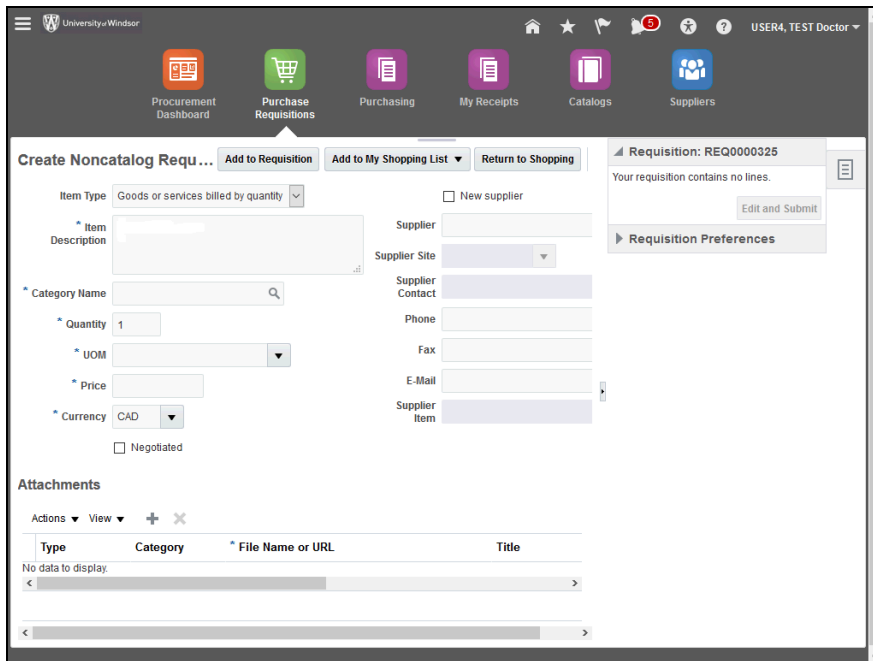 University of Windsor
5
USER4, TEST Doctor
Procurement Dashboard
Purchase Requisitions
Purchasing
My Receipts
Catalogs
Suppliers
Create Noncatalog Requ...
Add to Requisition
Add to My Shopping List
Return to Shopping
Item Type
Goods or services billed by quantity
* Item Description
* Category Name
* Quantity
1
* UOM
* Price
* Currency
CAD
Negotiated
New supplier
Supplier
Supplier Site
Supplier Contact
Phone
Fax
E-Mail
Supplier Item
Requisition: REQ0000325
Your requisition contains no lines.
Edit and Submit
Requisition Preferences
Attachments
Actions
View
Type
Category
* File Name or URL
Title
No data to display.